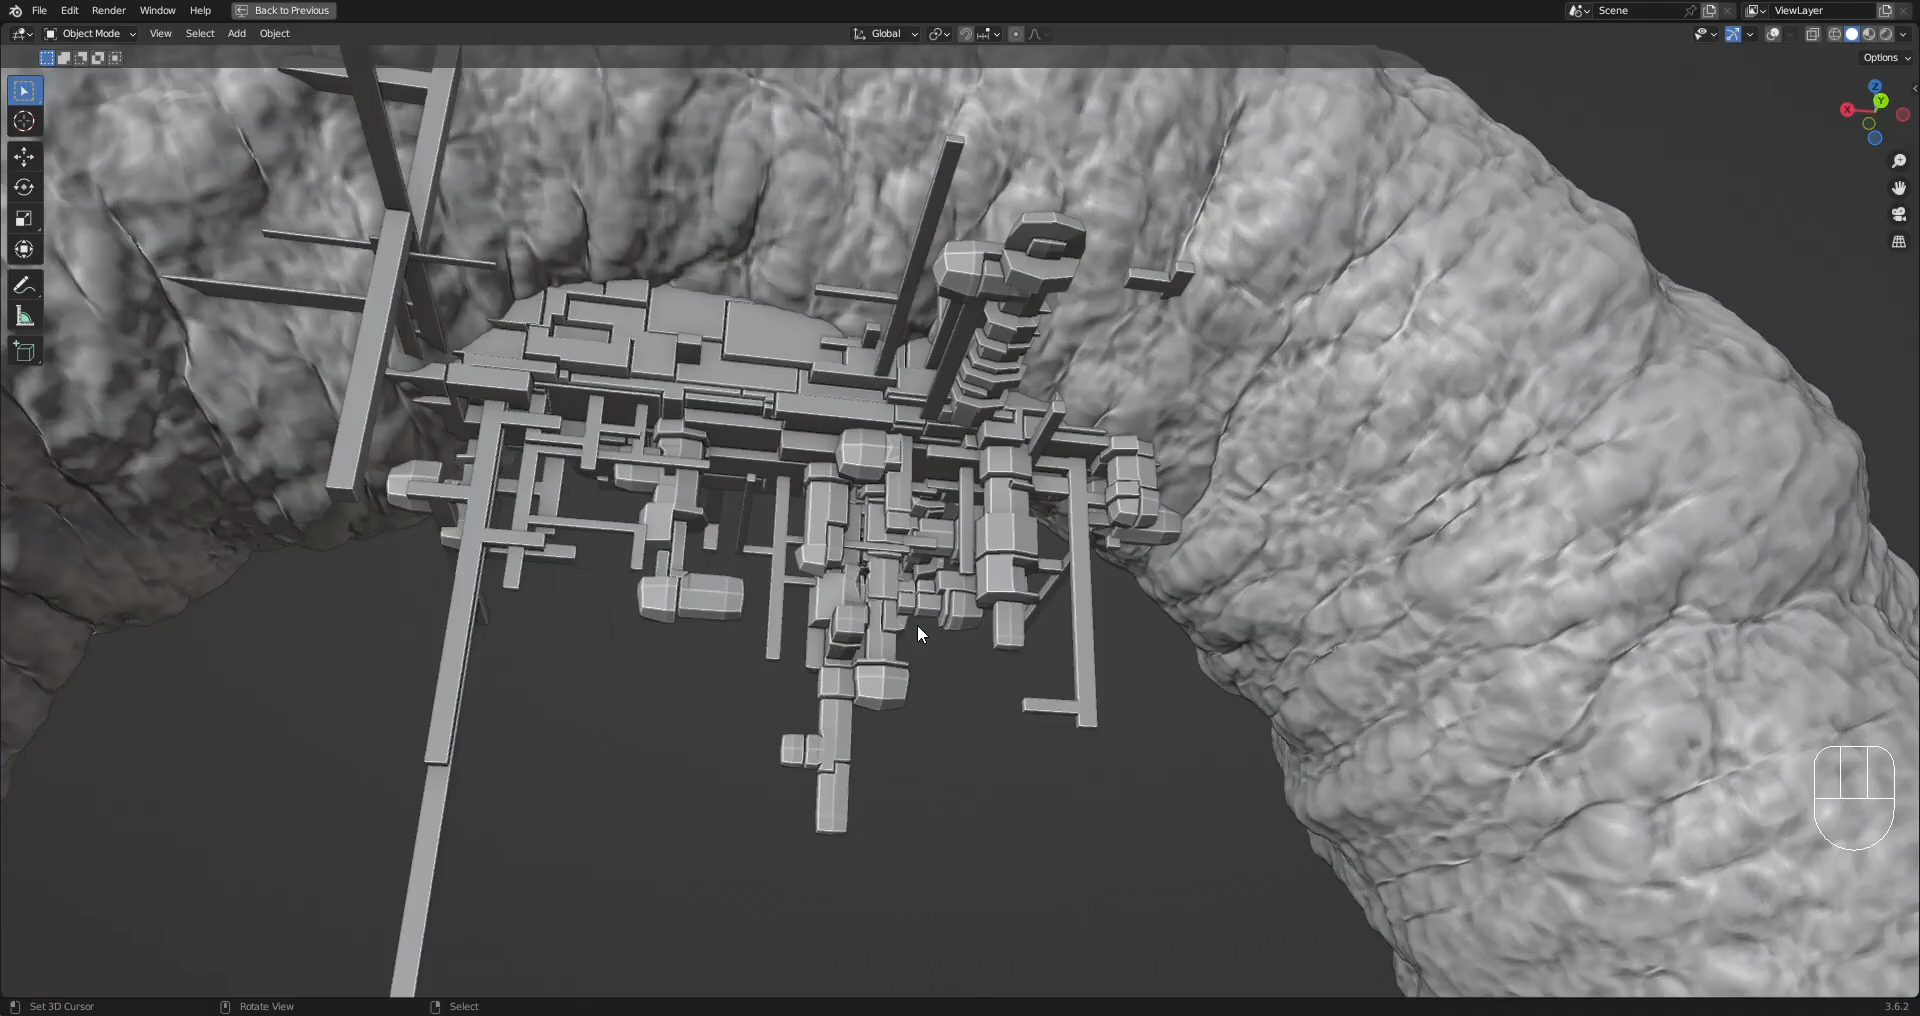 File Edit Render Window Help Back to Previous Scene ViewLayer
Object Mode View Select Add Object Global
Options
Z
Y
X
Set 3D Cursor Rotate View Select 3.6.2